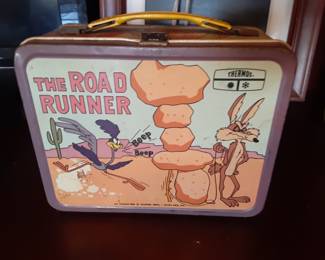 THE ROAD
RUNNER
THERMOS
Beep
Beep